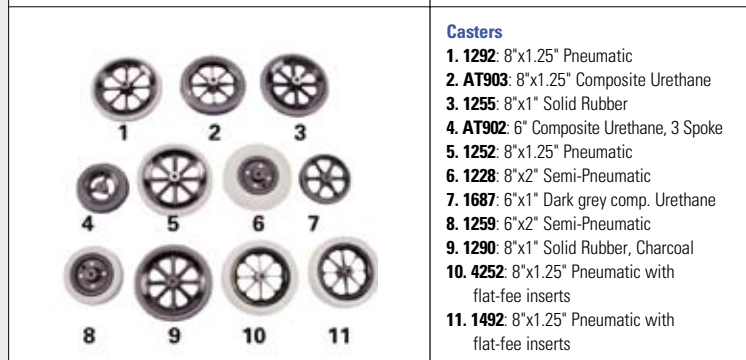 1
2
3
4
5
6
7
8
9
10
11
Casters
1. 1292: 8"x1.25" Pneumatic
2. AT903: 8"x1.25" Composite Urethane
3. 1255: 8"x1" Solid Rubber
4. AT902: 6" Composite Urethane, 3 Spoke
5. 1252: 8"x1.25" Pneumatic
6. 1228: 8"x2" Semi-Pneumatic
7. 1687: 6"x1" Dark grey comp. Urethane
8. 1259: 6"x2" Semi-Pneumatic
9. 1290: 8"x1" Solid Rubber, Charcoal
10. 4252: 8"x1.25" Pneumatic with
flat-fee inserts
11. 1492: 8"x1.25" Pneumatic with
flat-fee inserts